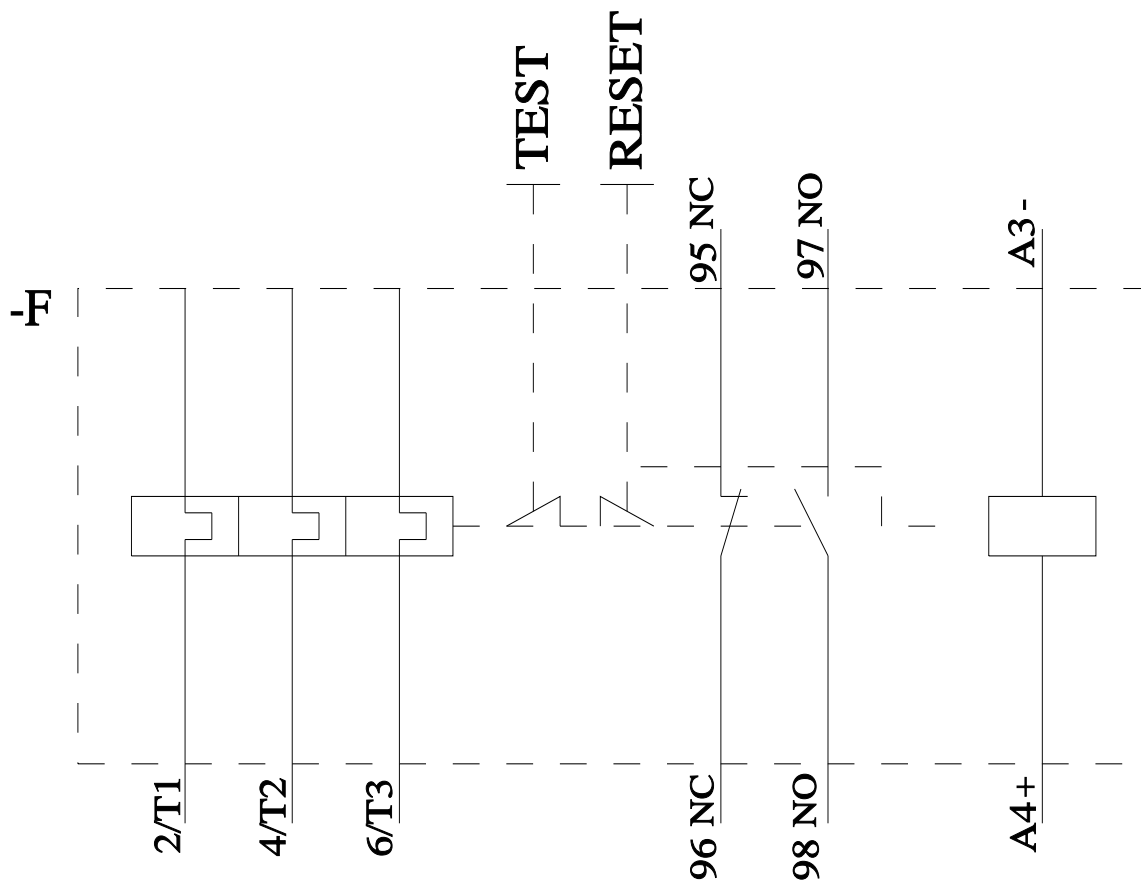 TEST
RESET
95 NC
97 NO
A3-
-F
2/T1
4/T2
6/T3
96 NC
98 NO
A4+